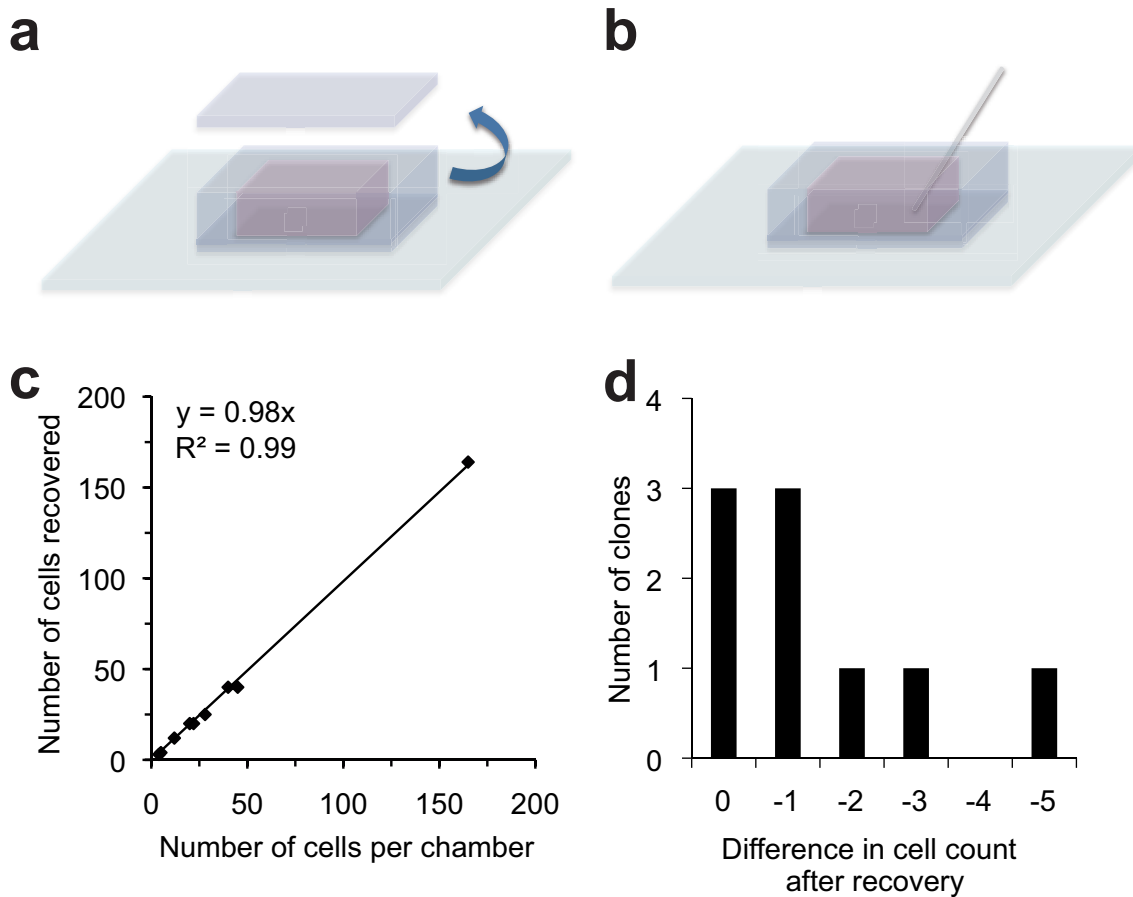 a
b
c
200
150
100
50
0
y = 0.98x
R² = 0.99
Number of cells recovered
0
50
100
150
200
Number of cells per chamber
d
4
3
2
1
0
Number of clones
0
-1
-2
-3
-4
-5
Difference in cell count
after recovery